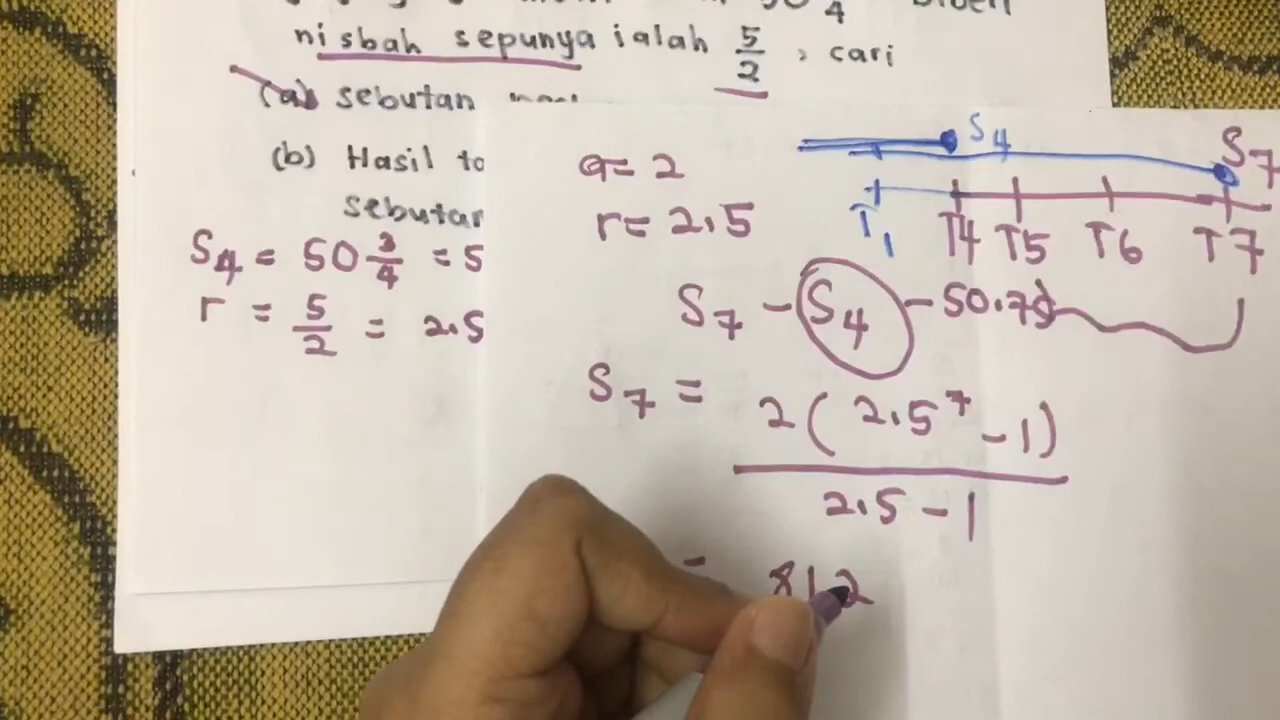 4
nisbah sepunya ialah 5/2 , cari
(a) sebutan
(b) Hasil to
sebutan
S4 = 50 3/4 = 5
r = 5/2 = 2.5
a = 2
r = 2.5
S4
S7
T1 T4 T5 T6 T7
S7 - S4 - 50.75
S7 = 2(2.5^7 - 1) / 2.5 - 1
= 812